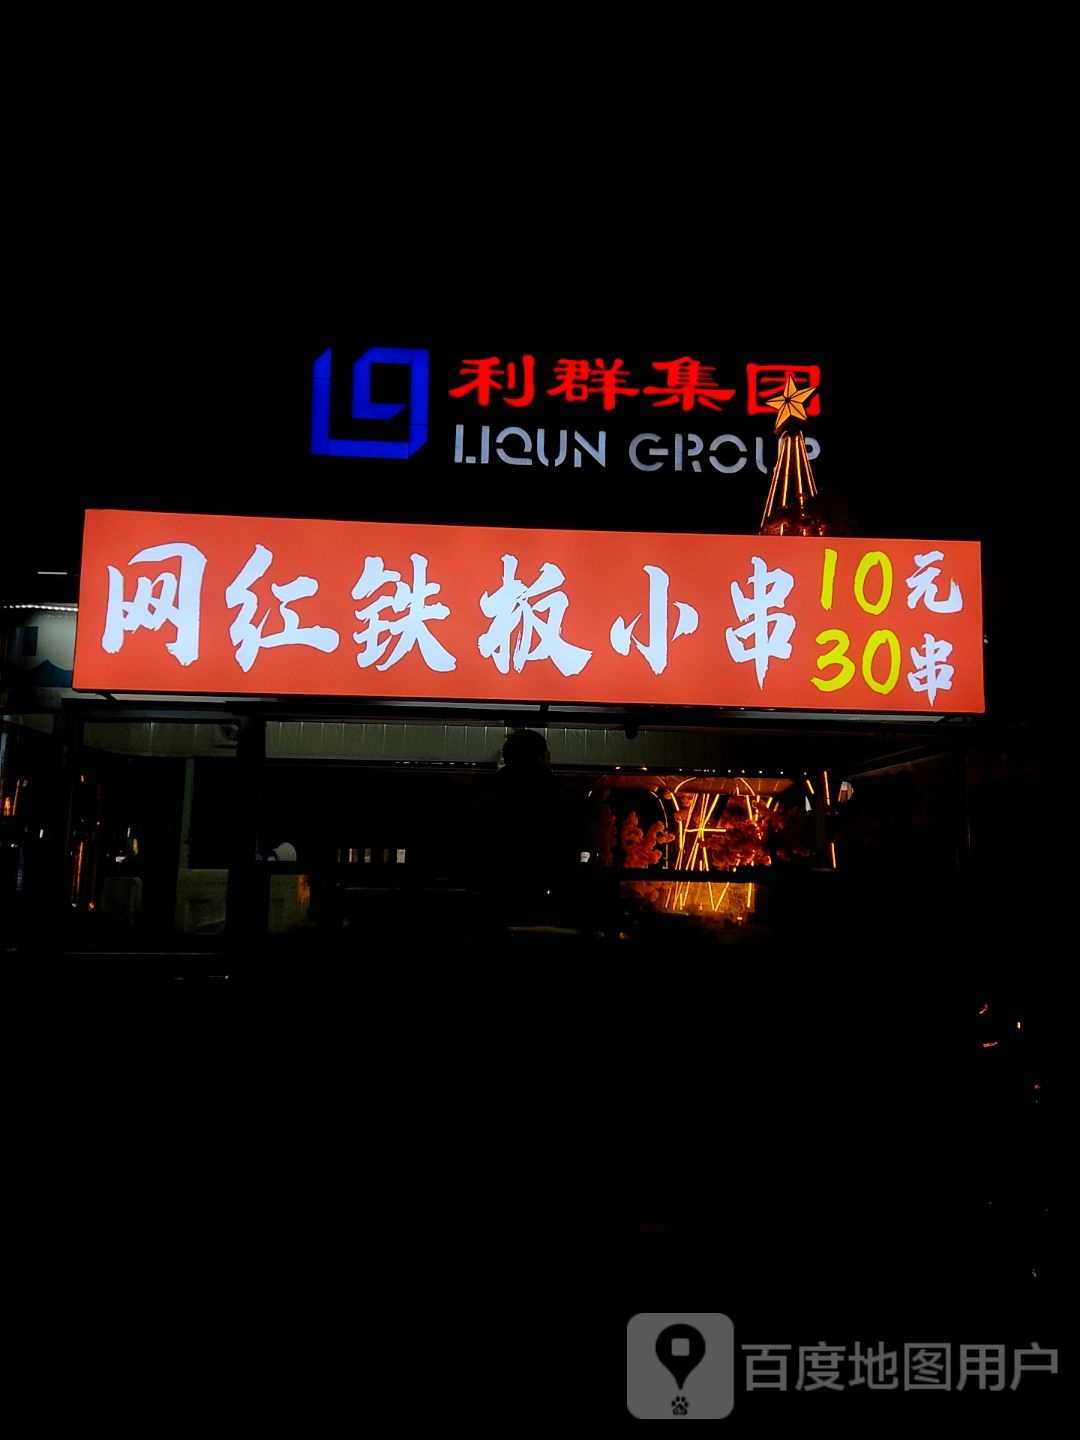 利群集团
LIQUN GROUP
网红铁板小串
10元
30串
百度地图用户